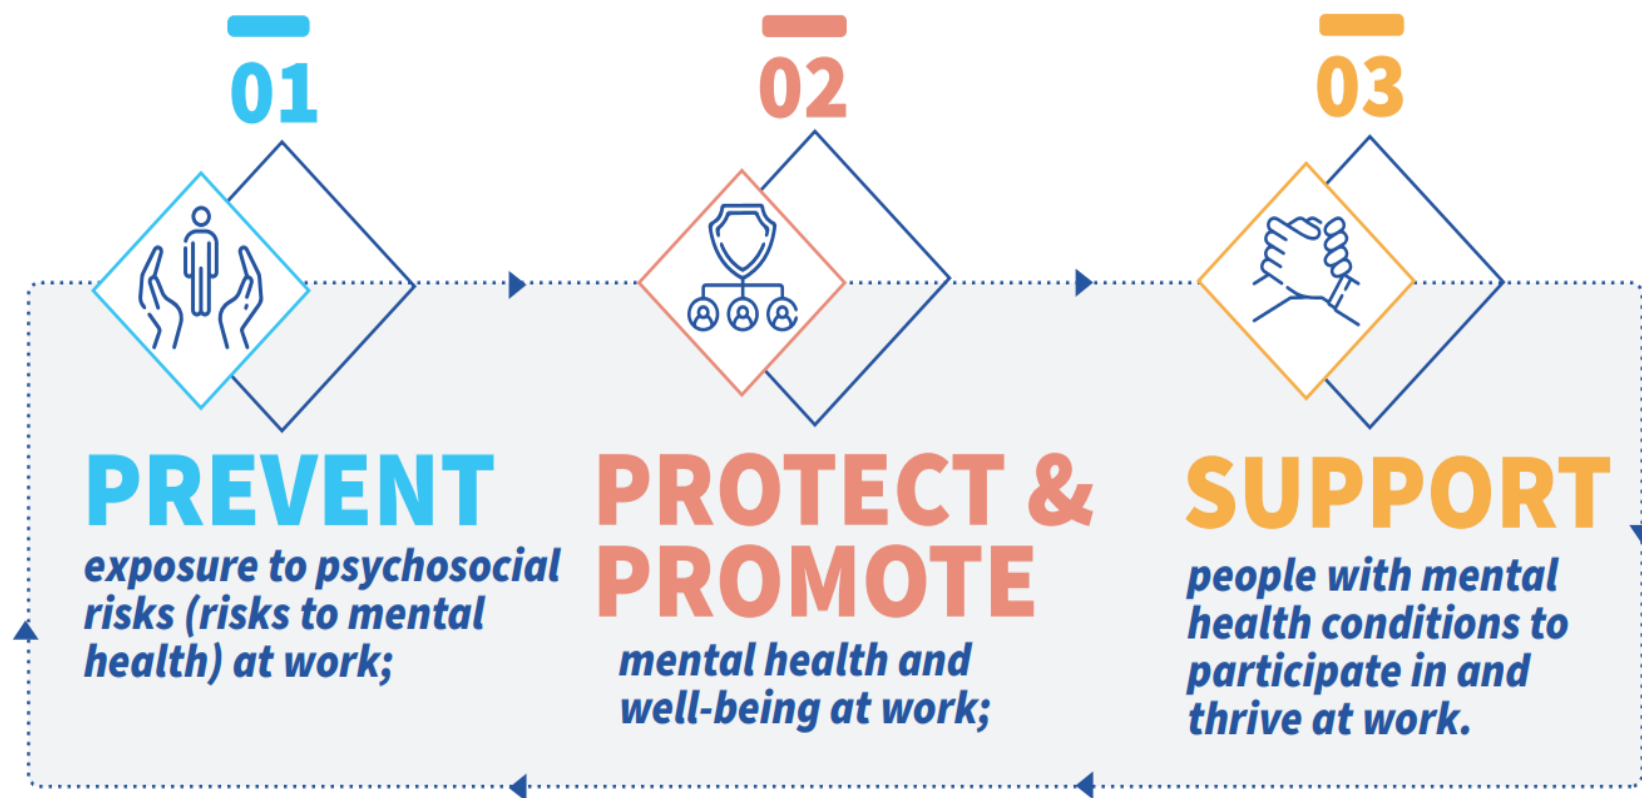 01
PREVENT
exposure to psychosocial
risks (risks to mental
health) at work;
02
PROTECT &
PROMOTE
mental health and
well-being at work;
03
SUPPORT
people with mental
health conditions to
participate in and
thrive at work.